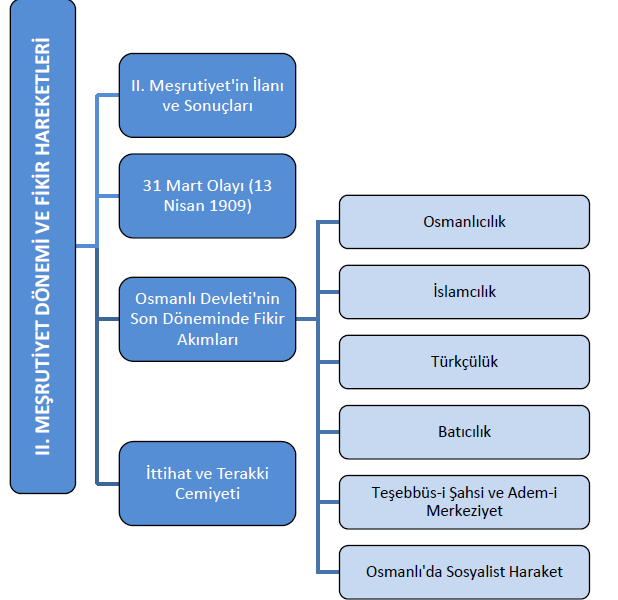 II. MEŞRUTİYET DÖNEMİ VE FİKİR HAREKETLERİ
II. Meşrutiyet'in İlanı
ve Sonuçları
31 Mart Olayı (13
Nisan 1909)
Osmanlı Devleti'nin
Son Döneminde Fikir
Akımları
Osmanlıcılık
İslamcılık
Türkçülük
Batıcılık
Teşebbüs-i Şahsi ve Adem-i
Merkeziyet
Osmanlı'da Sosyalist Haraket
İttihat ve Terakki
Cemiyeti